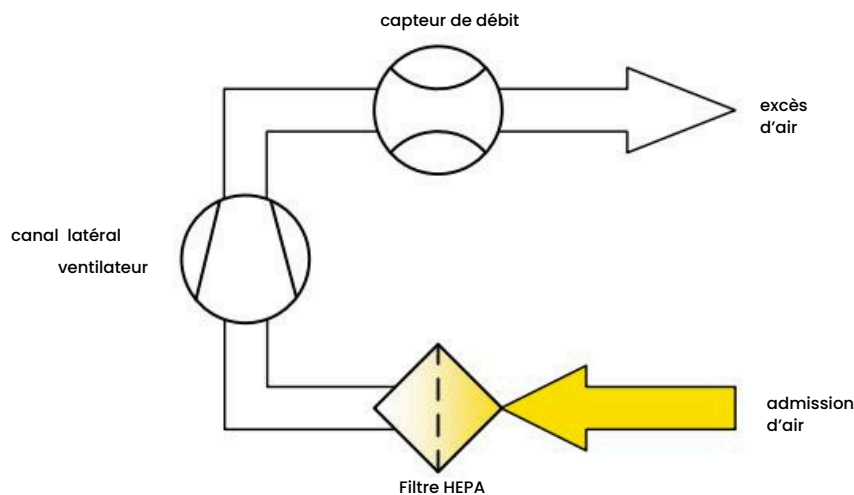 capteur de débit
excès
d’air
canal latéral
ventilateur
admission
d’air
Filtre HEPA